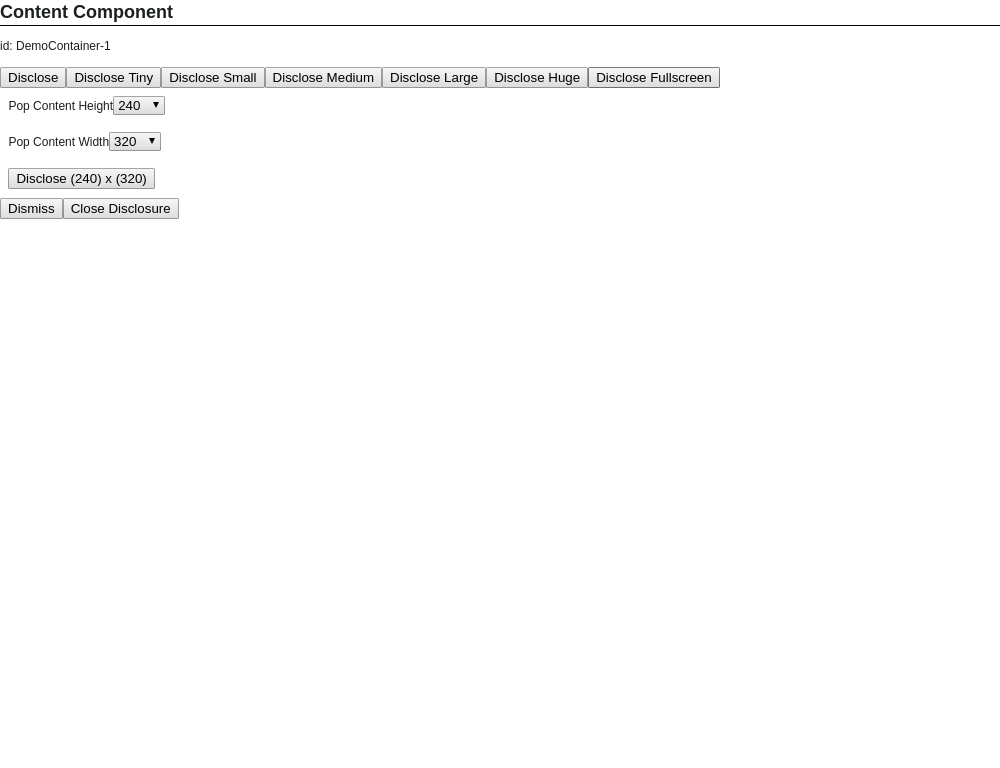 Content Component
id: DemoContainer-1
Disclose Disclose Tiny Disclose Small Disclose Medium Disclose Large Disclose Huge Disclose Fullscreen
Pop Content Height 240
Pop Content Width 320
Disclose (240) x (320)
Dismiss Close Disclosure